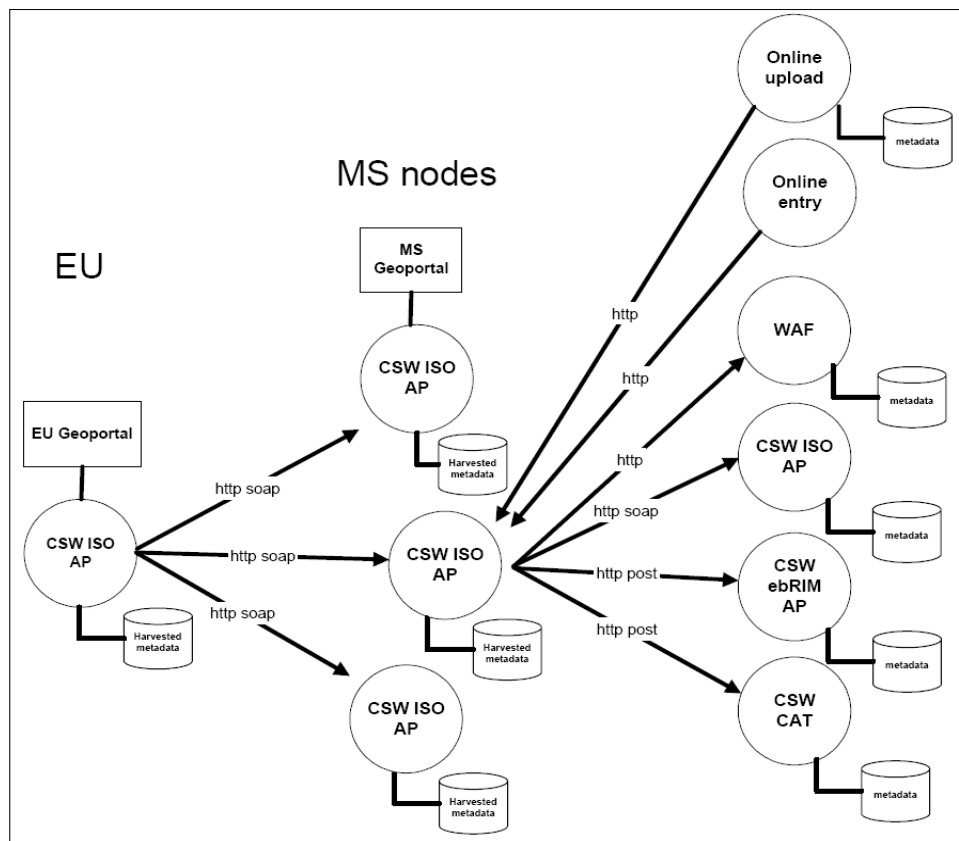 Online
upload
metadata
MS nodes
Online
entry
EU
MS
Geoportal
http
WAF
http
metadata
CSW ISO
AP
http
EU Geoportal
Harvested
metadata
CSW ISO
AP
http soap
http soap
metadata
CSW ISO
AP
http soap
CSW ISO
AP
http post
CSW
ebRIM
AP
http soap
http post
Harvested
metadata
Harvested
metadata
metadata
CSW ISO
AP
CSW
CAT
metadata
Harvested
metadata